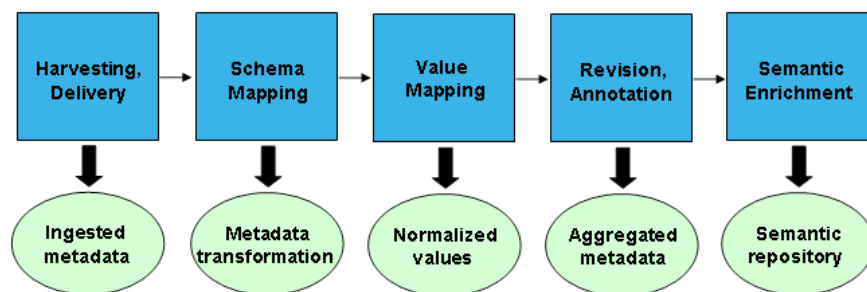 Harvesting,
Delivery
Schema
Mapping
Value
Mapping
Revision,
Annotation
Semantic
Enrichment
Ingested
metadata
Metadata
transformation
Normalized
values
Aggregated
metadata
Semantic
repository